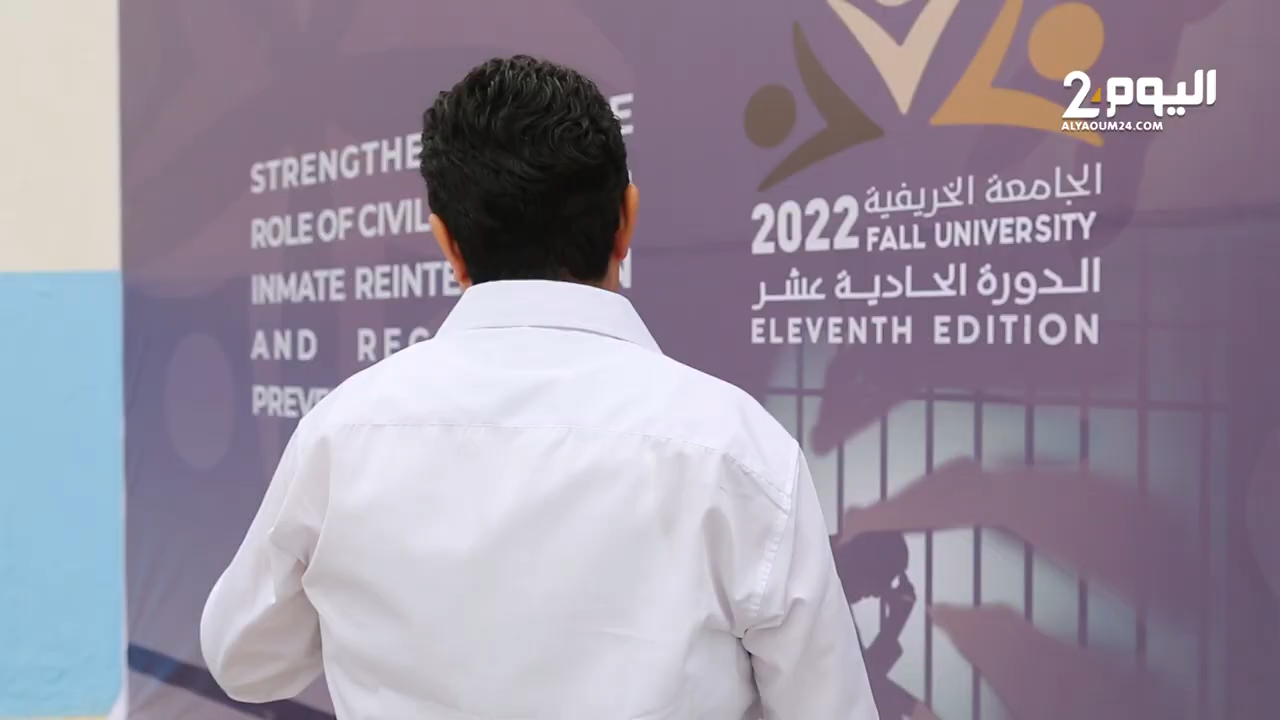 STRENGTHE
ROLE OF CIVIL
INMATE REINTE N
AND REC
PREVE
2022 الجامعة الخريفية
FALL UNIVERSITY
الدورة الحادية عشر
ELEVENTH EDITION
اليوم 24
ALYAOUM24.COM